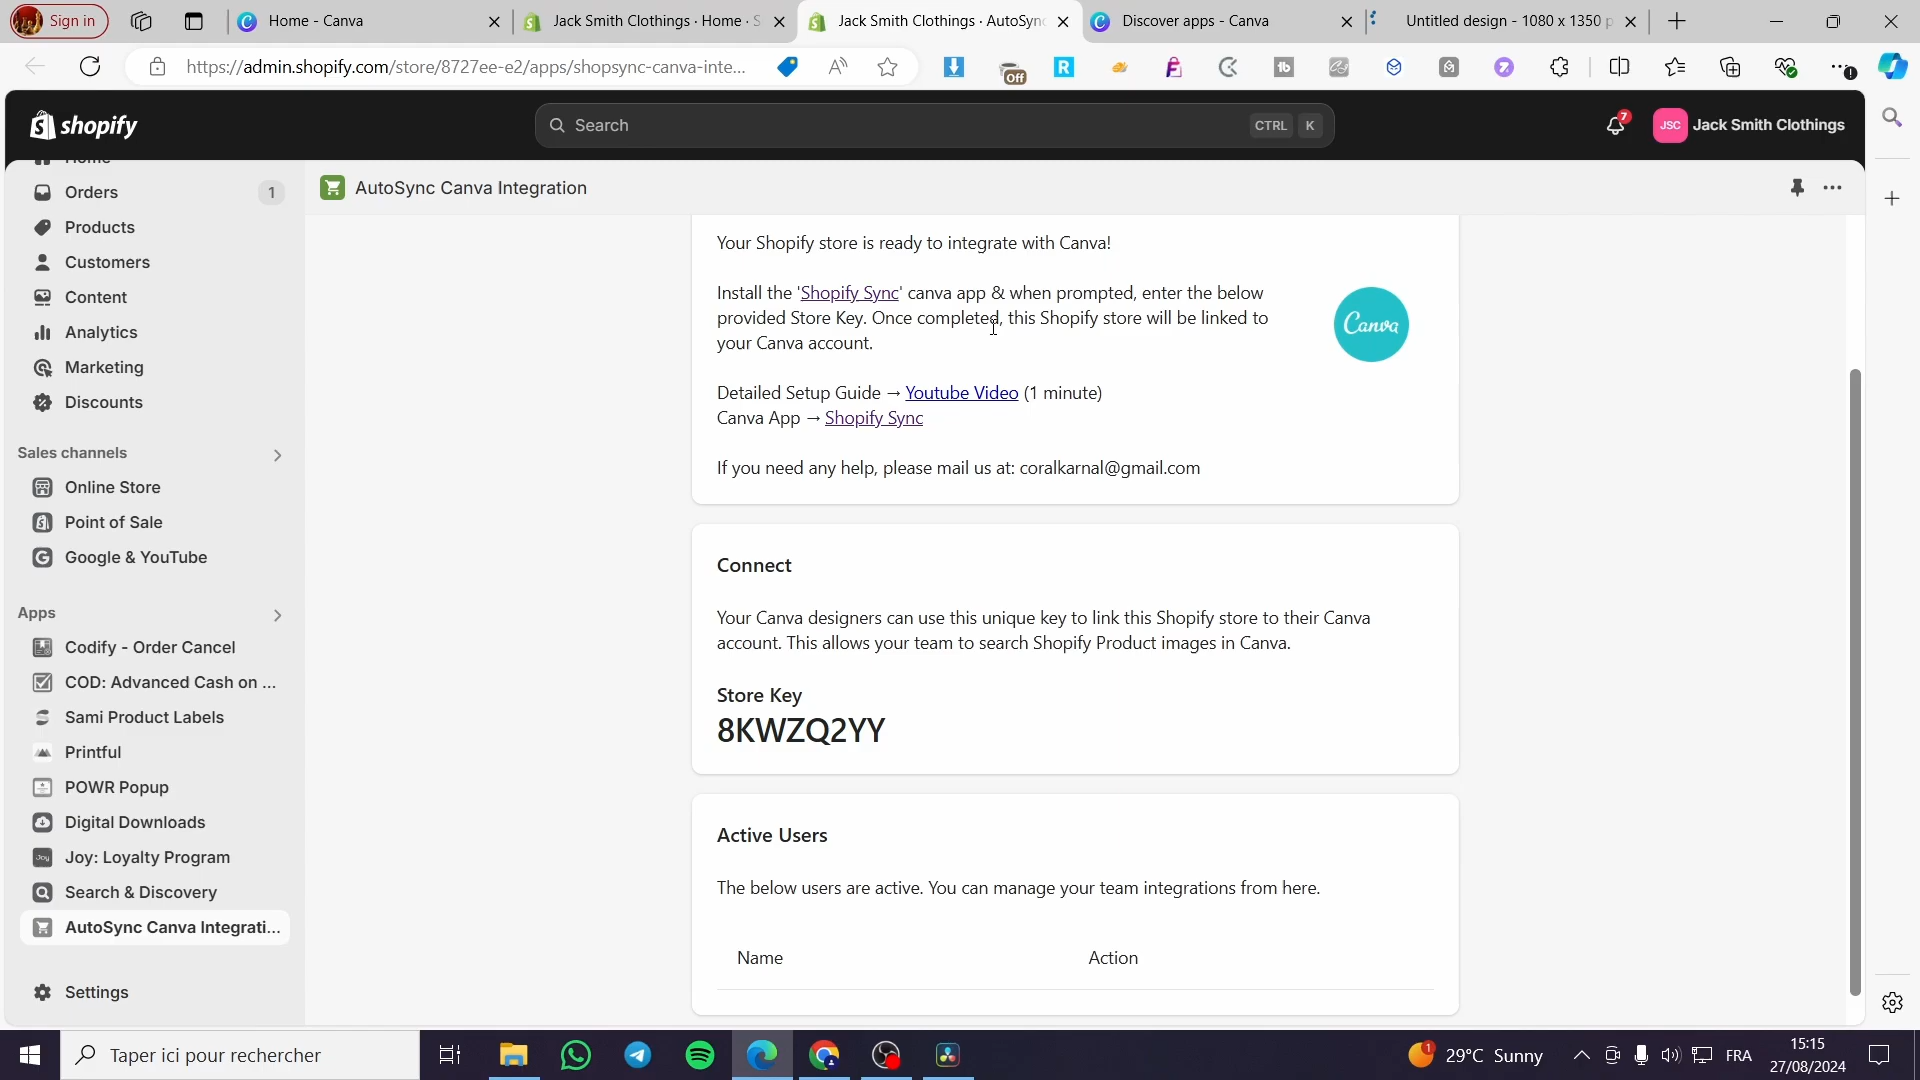 Sign in
Home - Canva
Jack Smith Clothings · Home · S
Jack Smith Clothings · AutoSync
Discover apps - Canva
Untitled design - 1080 x 1350 p
https://admin.shopify.com/store/8727ee-e2/apps/shopsync-canva-inte...
Off
shopify
Search
CTRL K
7
JSC
Jack Smith Clothings
Home
Orders
1
Products
Customers
Content
Analytics
Marketing
Discounts
Sales channels
Online Store
Point of Sale
Google & YouTube
Apps
Codify - Order Cancel
COD: Advanced Cash on ...
Sami Product Labels
Printful
POWR Popup
Digital Downloads
Joy: Loyalty Program
Search & Discovery
AutoSync Canva Integrati...
Settings
AutoSync Canva Integration
Your Shopify store is ready to integrate with Canva!
Install the 'Shopify Sync' canva app & when prompted, enter the below
provided Store Key. Once completed, this Shopify store will be linked to
your Canva account.
Canva
Detailed Setup Guide → Youtube Video (1 minute)
Canva App → Shopify Sync
If you need any help, please mail us at: coralkarnal@gmail.com
Connect
Your Canva designers can use this unique key to link this Shopify store to their Canva
account. This allows your team to search Shopify Product images in Canva.
Store Key
8KWZQ2YY
Active Users
The below users are active. You can manage your team integrations from here.
Name
Action
Taper ici pour rechercher
1
29°C Sunny
FRA
15:15
27/08/2024